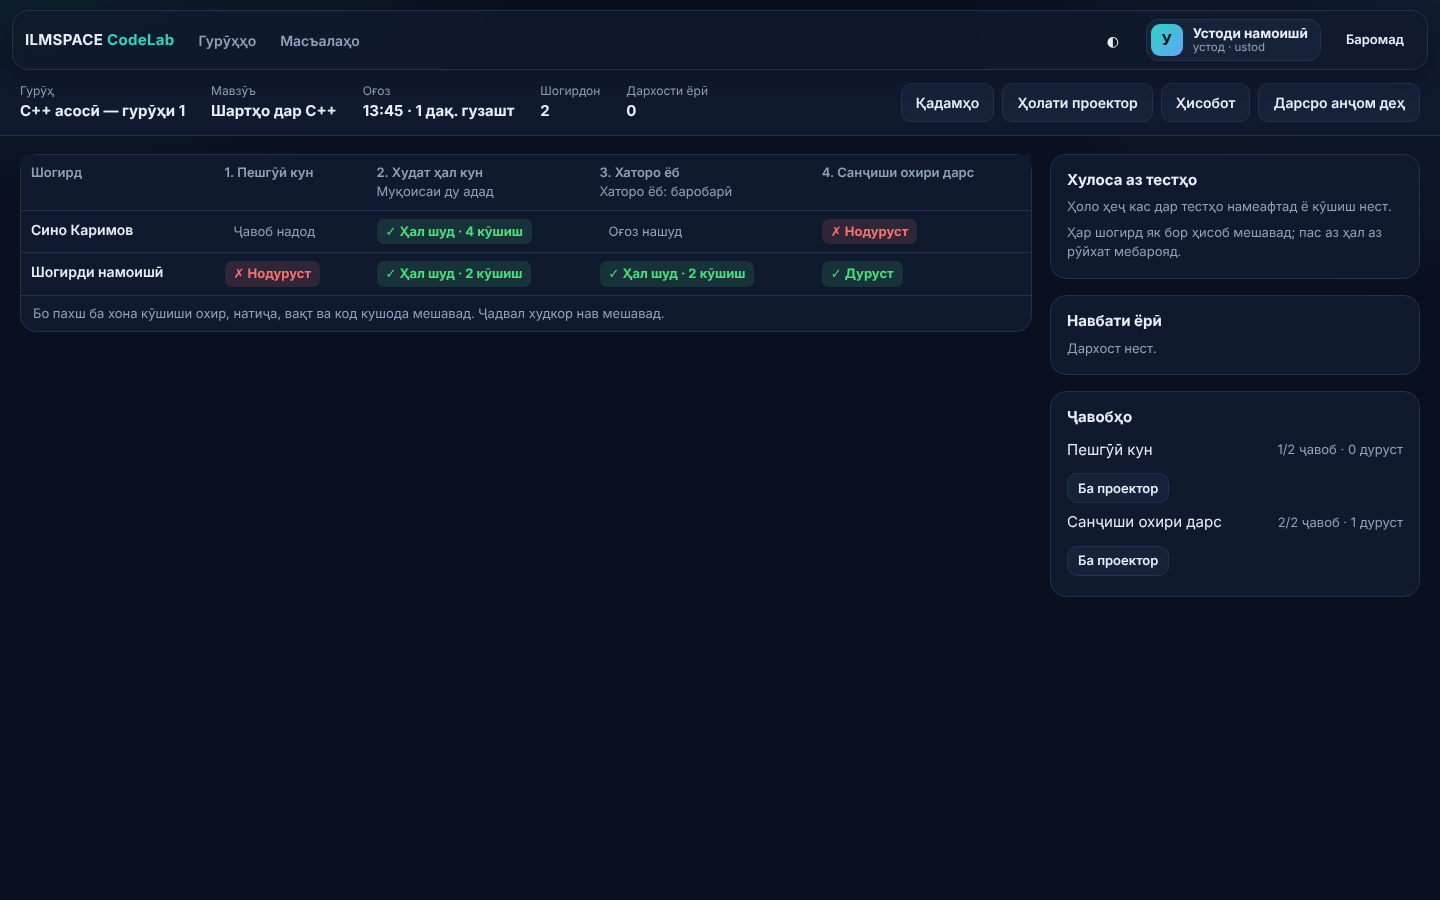 ILMSPACE CodeLab
Гурӯҳҳо
Масъалаҳо
◐
У
Устоди намоишӣ
устод · ustod
Баромад
Гурӯҳ
C++ асосӣ — гурӯҳи 1
Мавзӯъ
Шартҳо дар C++
Оғоз
13:45 · 1 дақ. гузашт
Шогирдон
2
Дархости ёрӣ
0
Қадамҳо
Ҳолати проектор
Ҳисобот
Дарсро анҷом деҳ
Шогирд
1. Пешгӯӣ кун
2. Худат ҳал кун
Муқоисаи ду адад
3. Хаторо ёб
Хаторо ёб: баробарӣ
4. Санҷиши охири дарс
Сино Каримов
Ҷавоб надод
✓ Ҳал шуд · 4 кӯшиш
Оғоз нашуд
✗ Нодуруст
Шогирди намоишӣ
✗ Нодуруст
✓ Ҳал шуд · 2 кӯшиш
✓ Ҳал шуд · 2 кӯшиш
✓ Дуруст
Бо пахш ба хона кӯшиши охир, натиҷа, вақт ва код кушода мешавад. Ҷадвал худкор нав мешавад.
Хулоса аз тестҳо
Ҳоло ҳеҷ кас дар тестҳо намеафтад ё кӯшиш нест.
Ҳар шогирд як бор ҳисоб мешавад; пас аз ҳал аз
рӯйхат мебарояд.
Навбати ёрӣ
Дархост нест.
Ҷавобҳо
Пешгӯӣ кун
1/2 ҷавоб · 0 дуруст
Ба проектор
Санҷиши охири дарс
2/2 ҷавоб · 1 дуруст
Ба проектор